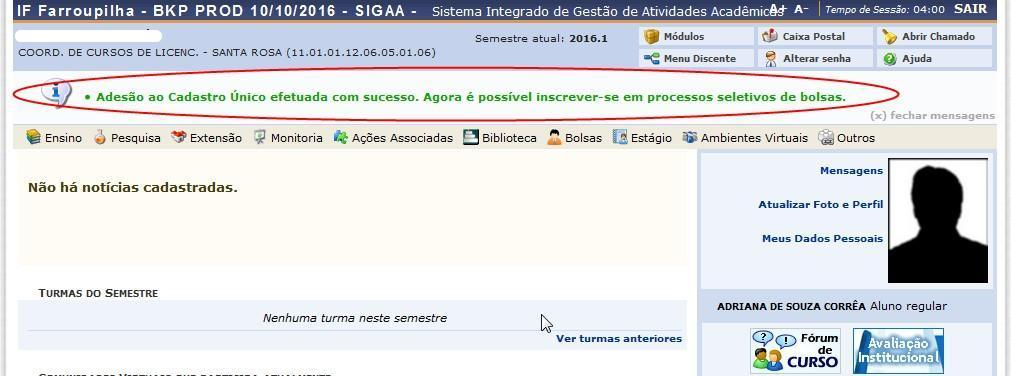 IF Farroupilha - BKP PROD 10/10/2016 - SIGAA - Sistema Integrado de Gestão de Atividades Acadêmicas A+ A- Tempo de Sessão: 04:00 SAIR
Semestre atual: 2016.1
COORD. DE CURSOS DE LICENC. - SANTA ROSA (11.01.01.12.06.05.01.06)
Módulos Caixa Postal Abrir Chamado
Menu Discente Alterar senha Ajuda
• Adesão ao Cadastro Único efetuada com sucesso. Agora é possível inscrever-se em processos seletivos de bolsas.
(x) fechar mensagens
Ensino Pesquisa Extensão Monitoria Ações Associadas Biblioteca Bolsas Estágio Ambientes Virtuais Outros
Não há notícias cadastradas.
Mensagens
Atualizar Foto e Perfil
Meus Dados Pessoais
TURMAS DO SEMESTRE
Nenhuma turma neste semestre
Ver turmas anteriores
ADRIANA DE SOUZA CORRÊA Aluno regular
Fórum de CURSO
Avaliação Institucional